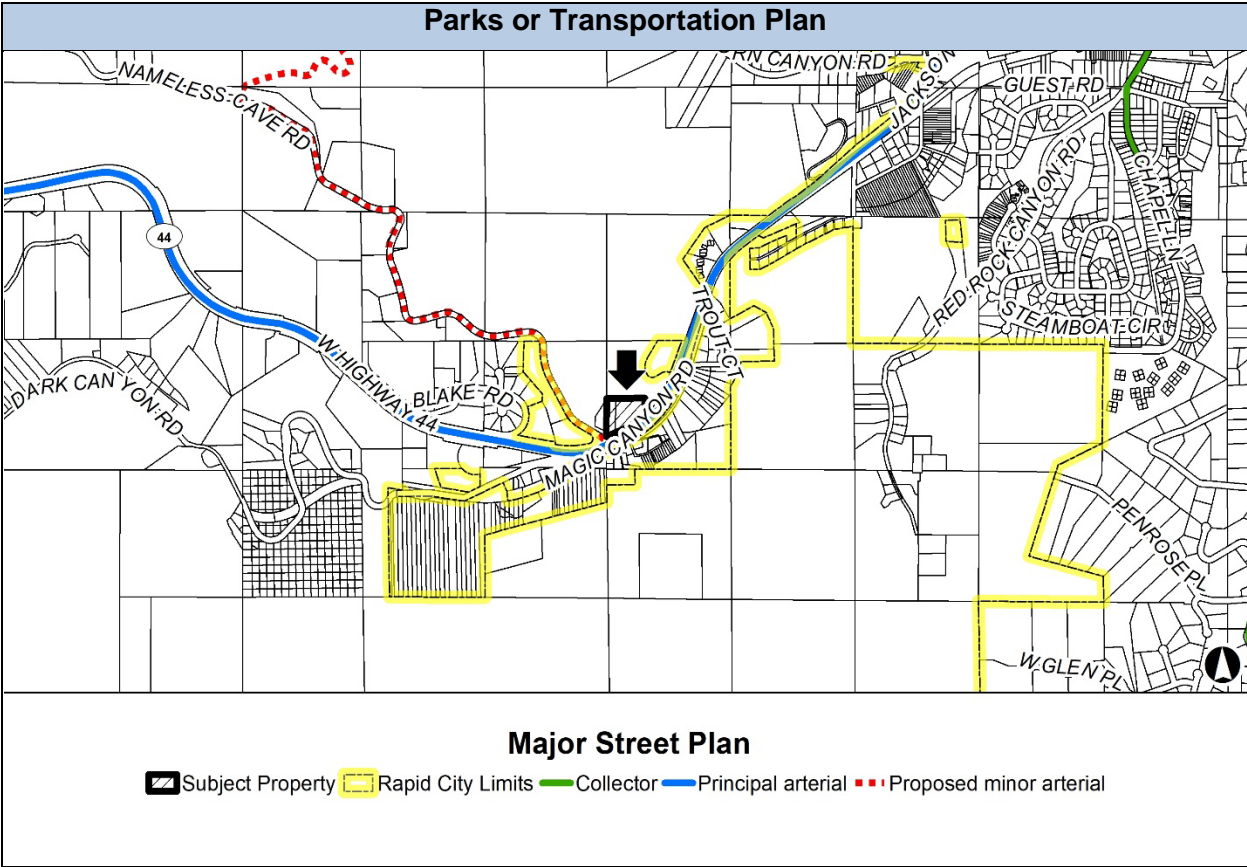 Parks or Transportation Plan
NAMELESS CAVE RD
RN CANYON RD
JACKSON
GUEST RD
44
CHAPEL LN
RED ROCK CANYON RD
TROUT CT
STEAMBOAT CIR
W HIGHWAY 44
BLAKE RD
DARK CANYON RD
MAGIC CANYON RD
PENROSE PL
W GLEN PL
Major Street Plan
Subject Property Rapid City Limits Collector Principal arterial Proposed minor arterial